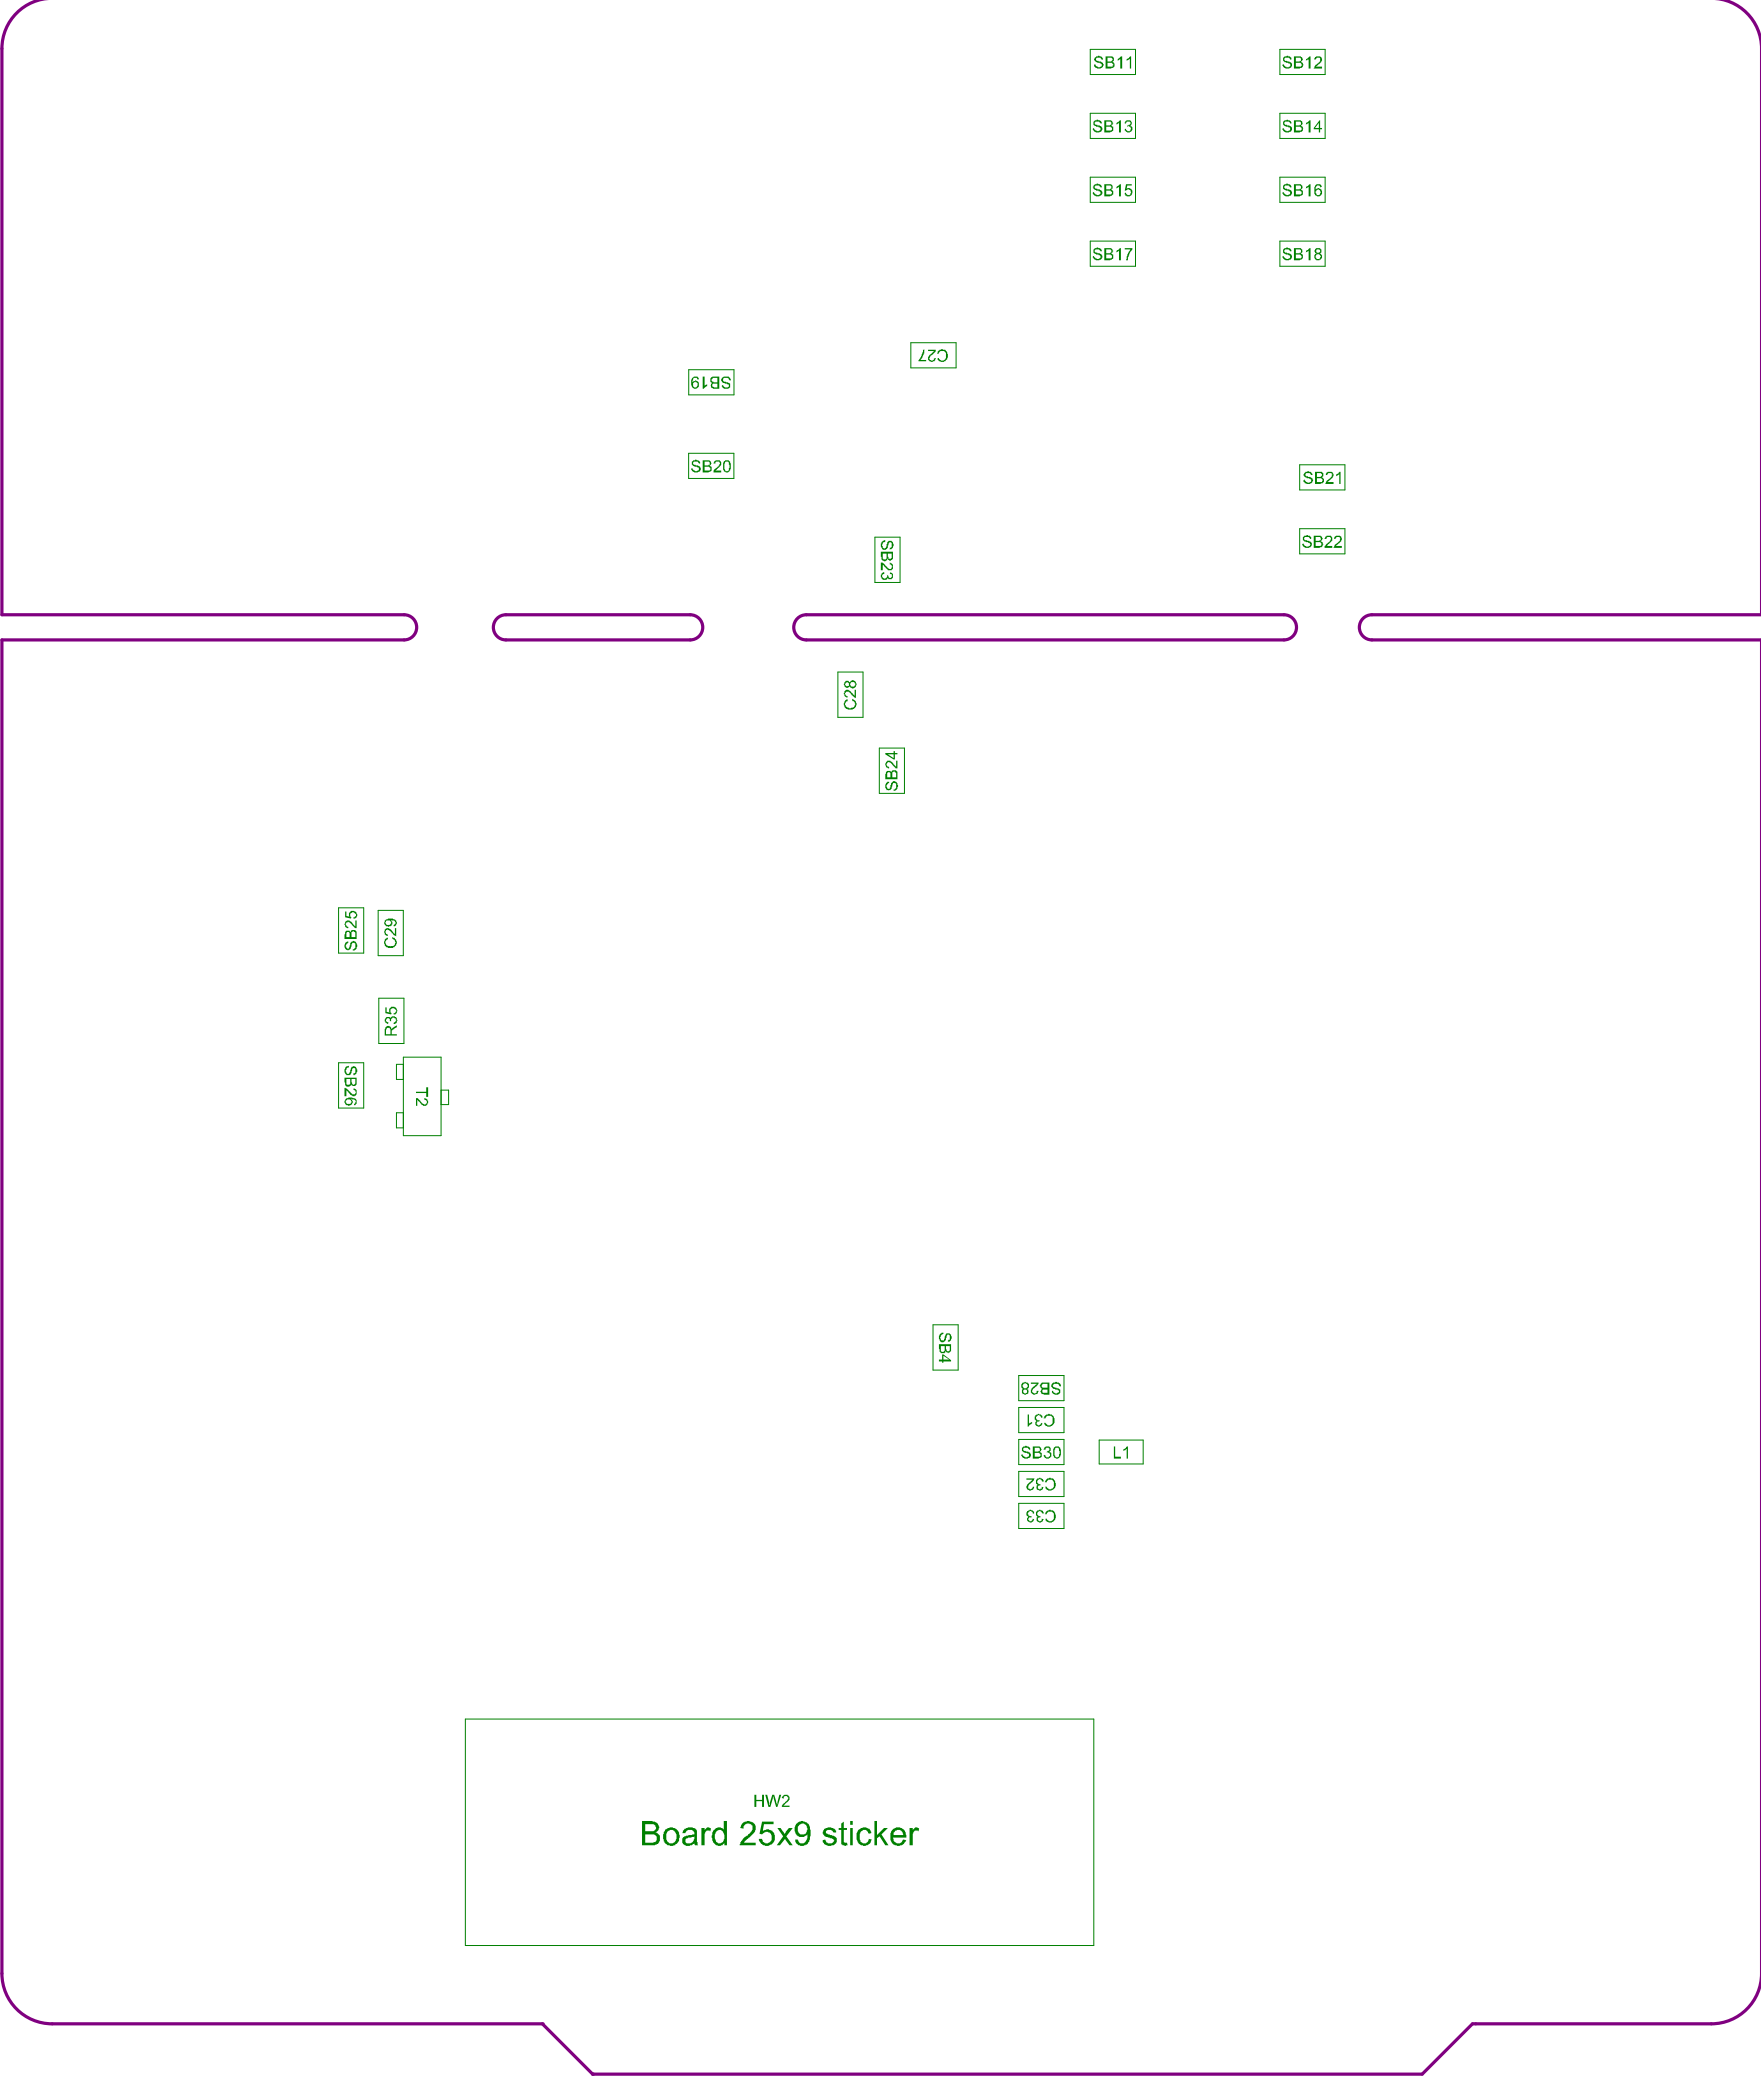 SB11
SB12
SB13
SB14
SB15
SB16
SB17
SB18
C27
SB19
SB20
SB21
SB22
SB23
C28
SB24
SB25
C29
R35
SB26
T2
SB4
SB28
C31
SB30
L1
C32
C33
HW2
Board 25x9 sticker